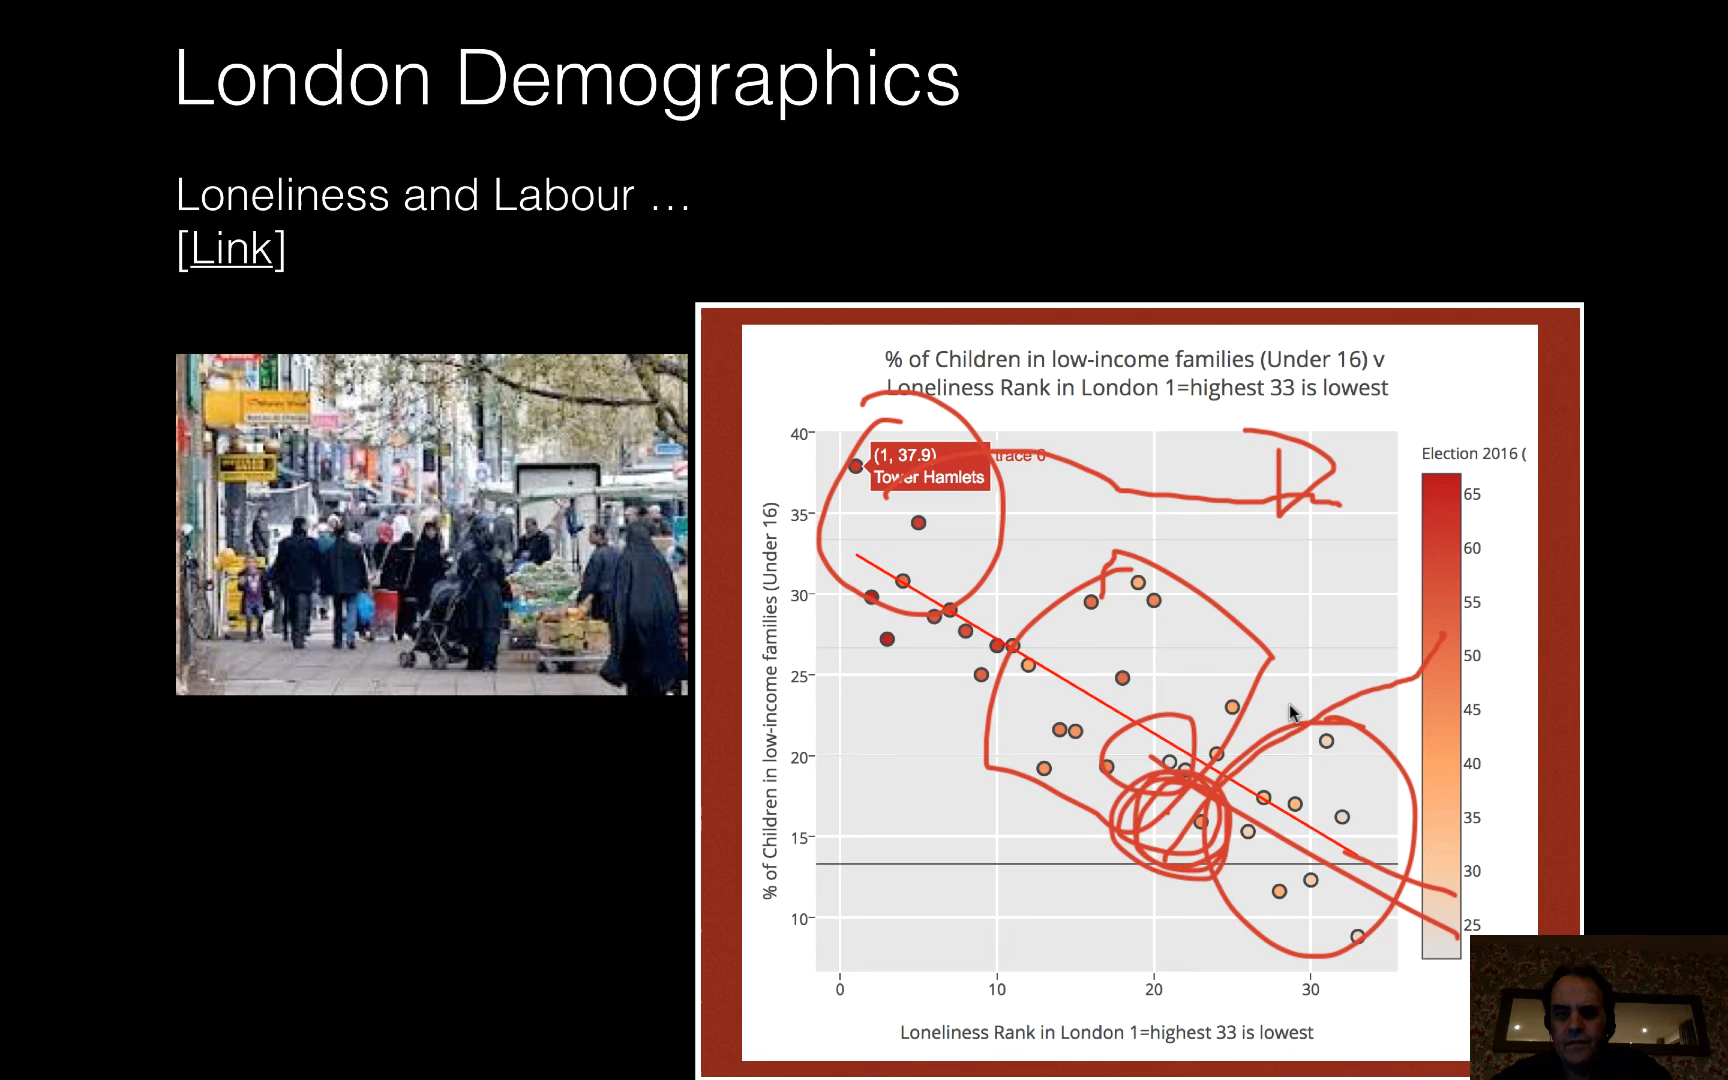 London Demographics
Loneliness and Labour ...
[Link]
% of Children in low-income families (Under 16) v
Loneliness Rank in London 1=highest 33 is lowest
Election 2016 (
(1, 37.9)
trace 6
Tower Hamlets
% of Children in low-income families (Under 16)
40
35
30
25
20
15
10
65
60
55
50
45
40
35
30
25
0
10
20
30
Loneliness Rank in London 1=highest 33 is lowest